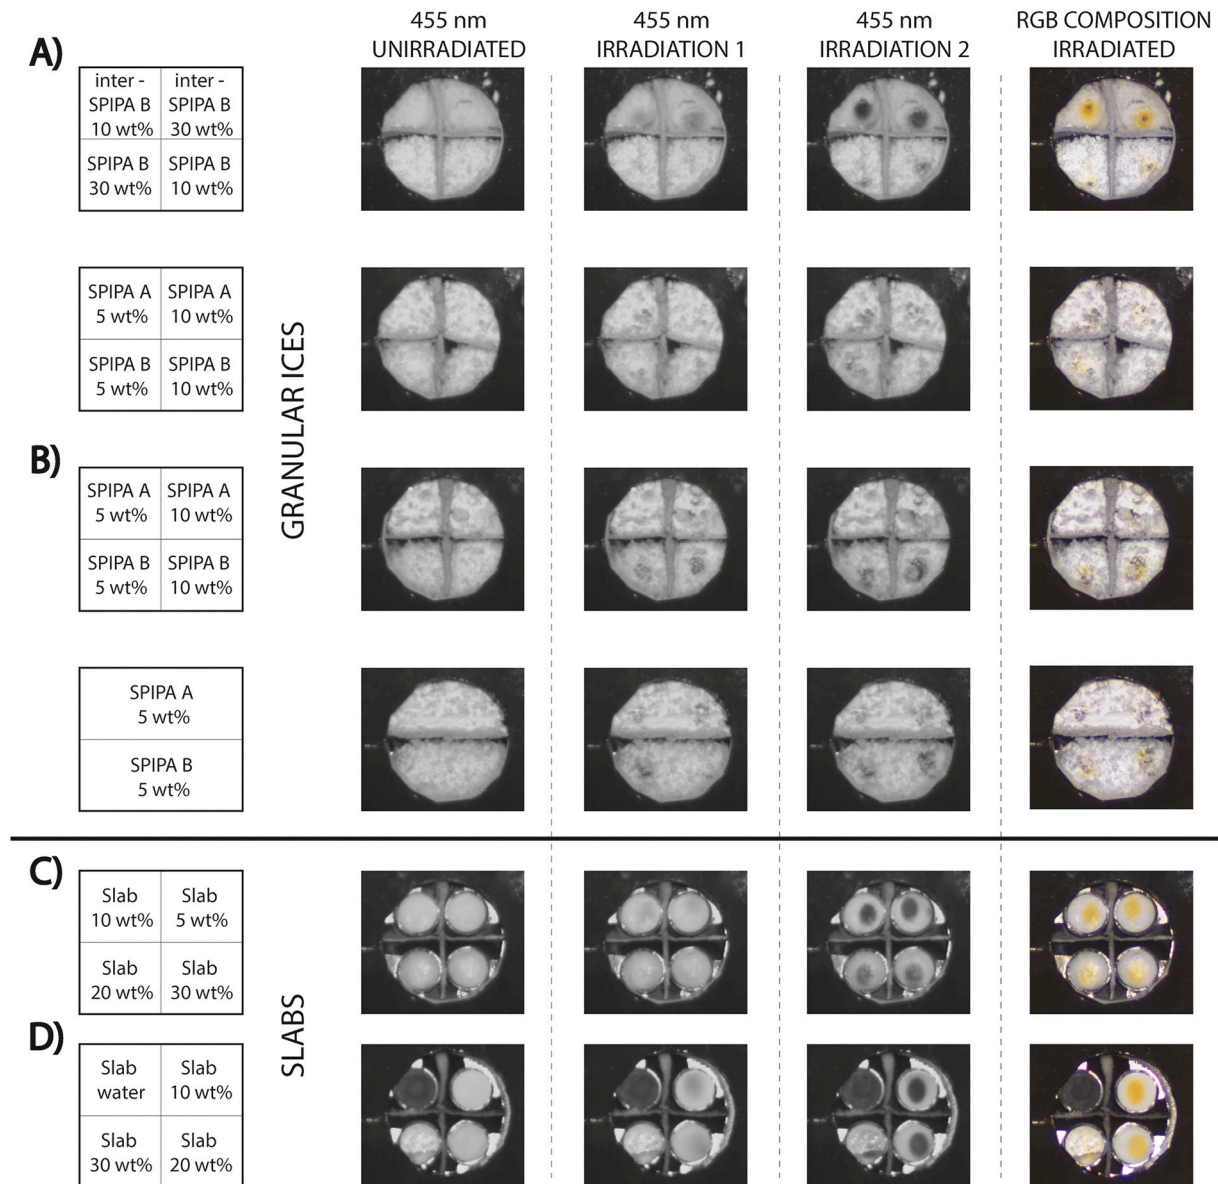 455 nm
UNIRRADIATED
455 nm
IRRADIATION 1
455 nm
IRRADIATION 2
RGB COMPOSITION
IRRADIATED
A)
inter -
SPIPA B
10 wt%
inter -
SPIPA B
30 wt%
SPIPA B
30 wt%
SPIPA B
10 wt%
SPIPA A
5 wt%
SPIPA A
10 wt%
SPIPA B
5 wt%
SPIPA B
10 wt%
GRANULAR ICES
B)
SPIPA A
5 wt%
SPIPA A
10 wt%
SPIPA B
5 wt%
SPIPA B
10 wt%
SPIPA A
5 wt%
SPIPA B
5 wt%
C)
Slab
10 wt%
Slab
5 wt%
Slab
20 wt%
Slab
30 wt%
SLABS
D)
Slab
water
Slab
10 wt%
Slab
30 wt%
Slab
20 wt%